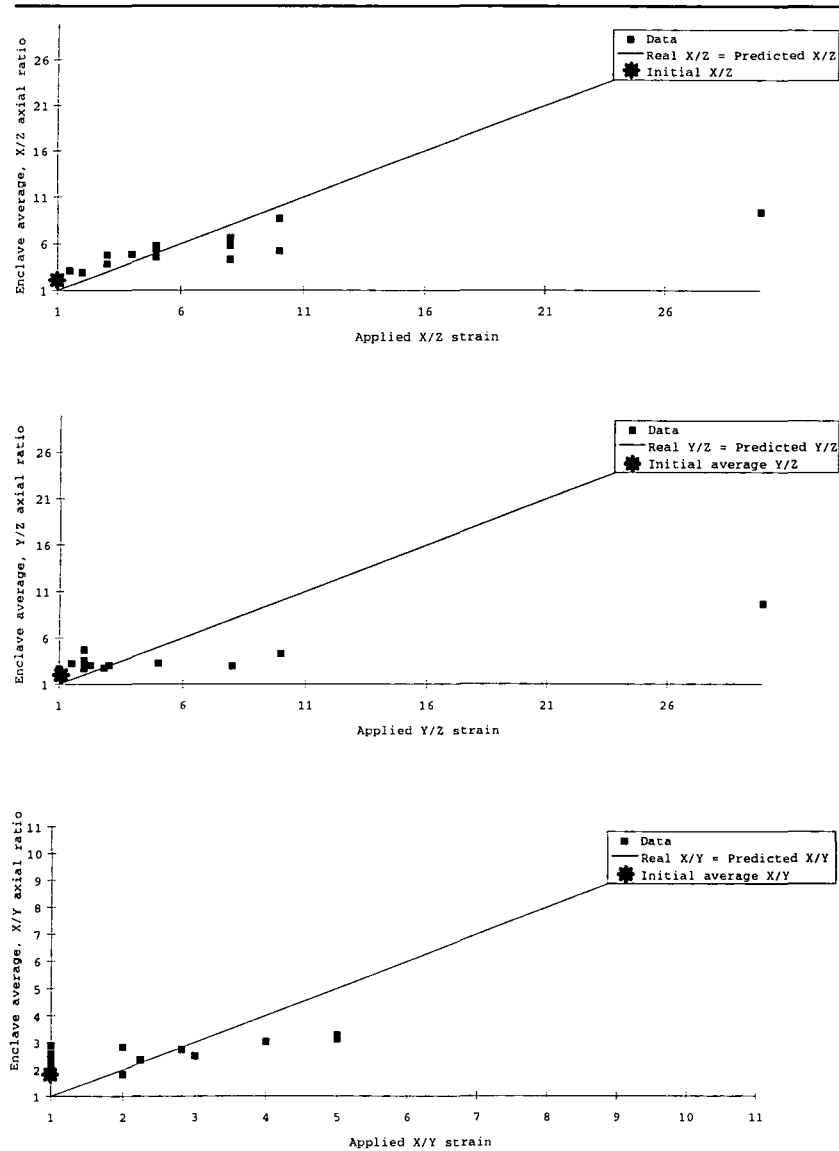 Data
Real X/Z = Predicted X/Z
Initial X/Z
Enclave average, X/Z axial ratio
26
21
16
11
6
1
1 6 11 16 21 26
Applied X/Z strain
Data
Real Y/Z = Predicted Y/Z
Initial average Y/Z
Enclave average, Y/Z axial ratio
26
21
16
11
6
1
1 6 11 16 21 26
Applied Y/Z strain
Data
Real X/Y = Predicted X/Y
Initial average X/Y
Enclave average, X/Y axial ratio
11
10
9
8
7
6
5
4
3
2
1
1 2 3 4 5 6 7 8 9 10 11
Applied X/Y strain